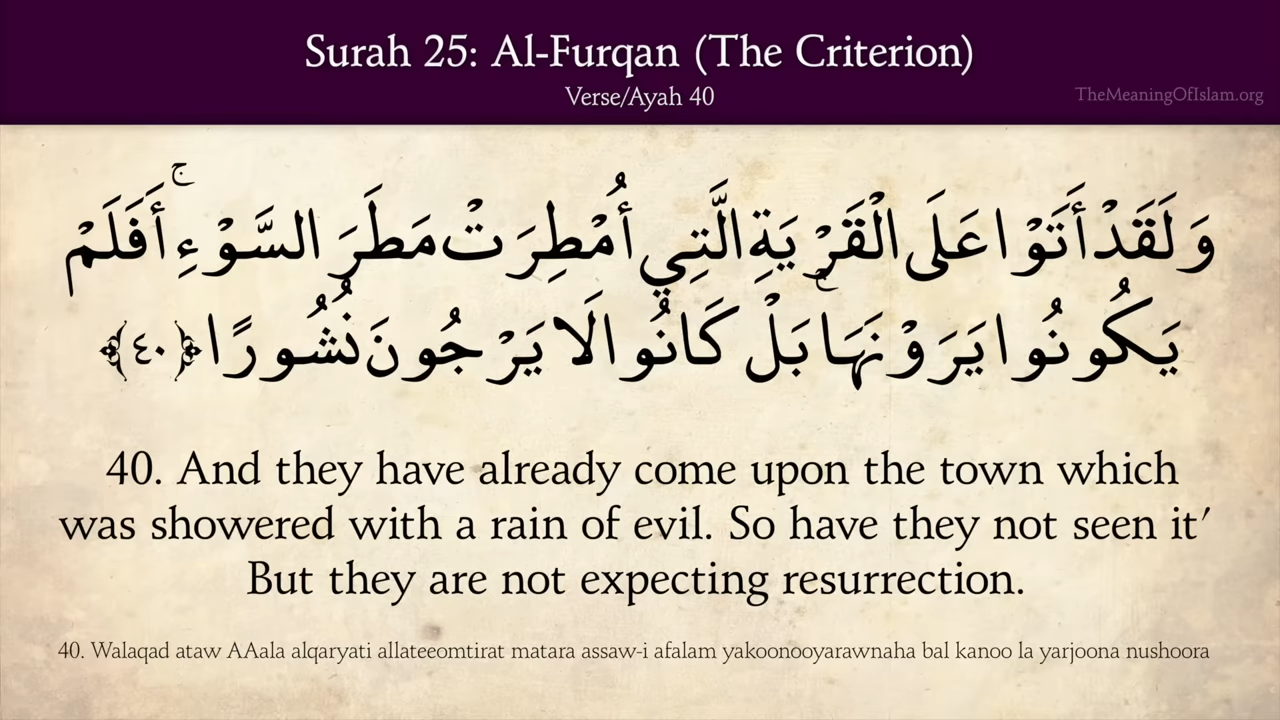 Surah 25: Al-Furqan (The Criterion)
Verse/Ayah 40
TheMeaningOfIslam.org
وَلَقَدْ أَتَوْا عَلَى الْقَرْيَةِ الَّتِي أُمْطِرَتْ مَطَرَ السَّوْءِ ۚ أَفَلَمْ
يَكُونُوا يَرَوْنَهَا ۚ بَلْ كَانُوا لَا يَرْجُونَ نُشُورًا ﴿٤٠﴾
40. And they have already come upon the town which
was showered with a rain of evil. So have they not seen it′
But they are not expecting resurrection.
40. Walaqad ataw AAala alqaryati allateeomtirat matara assaw-i afalam yakoonooyarawnaha bal kanoo la yarjoona nushoora